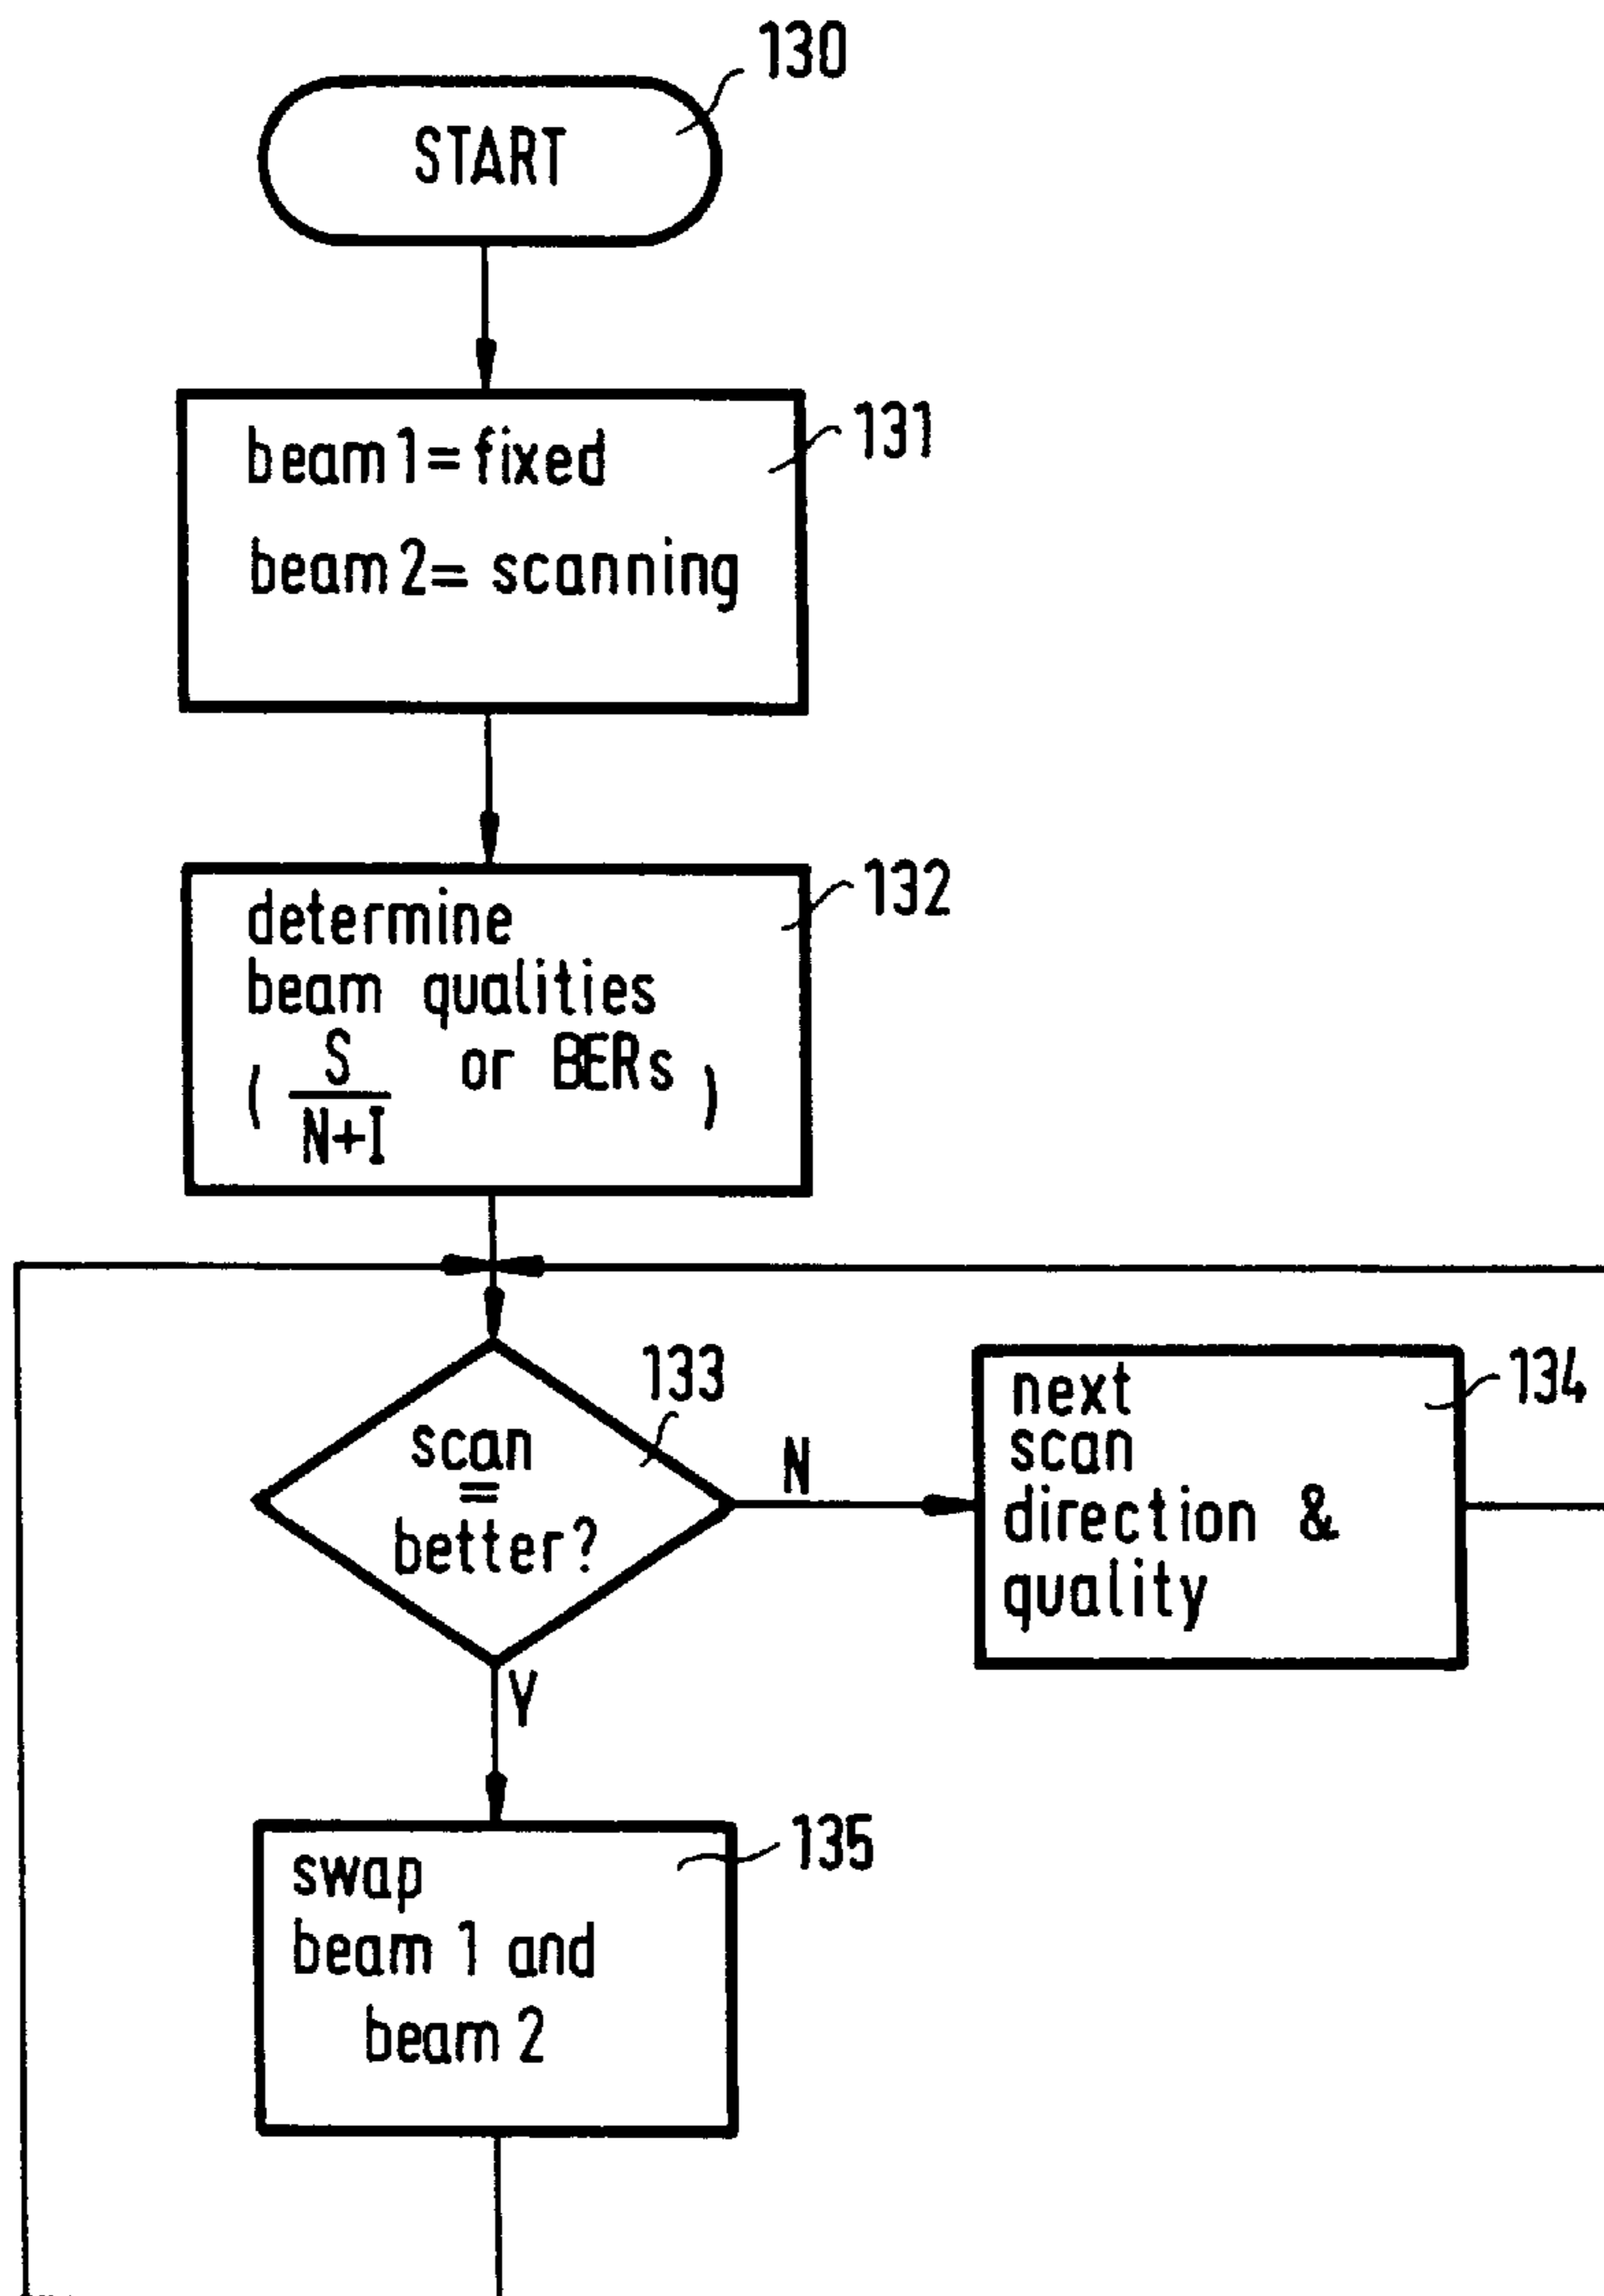 130
START
131
beam 1 = fixed
beam 2 = scanning
132
determine
beam qualities
( S
N+I
or BERs )
133
scan
=
better?
N
134
next
scan
direction &
quality
Y
135
swap
beam 1 and
beam 2